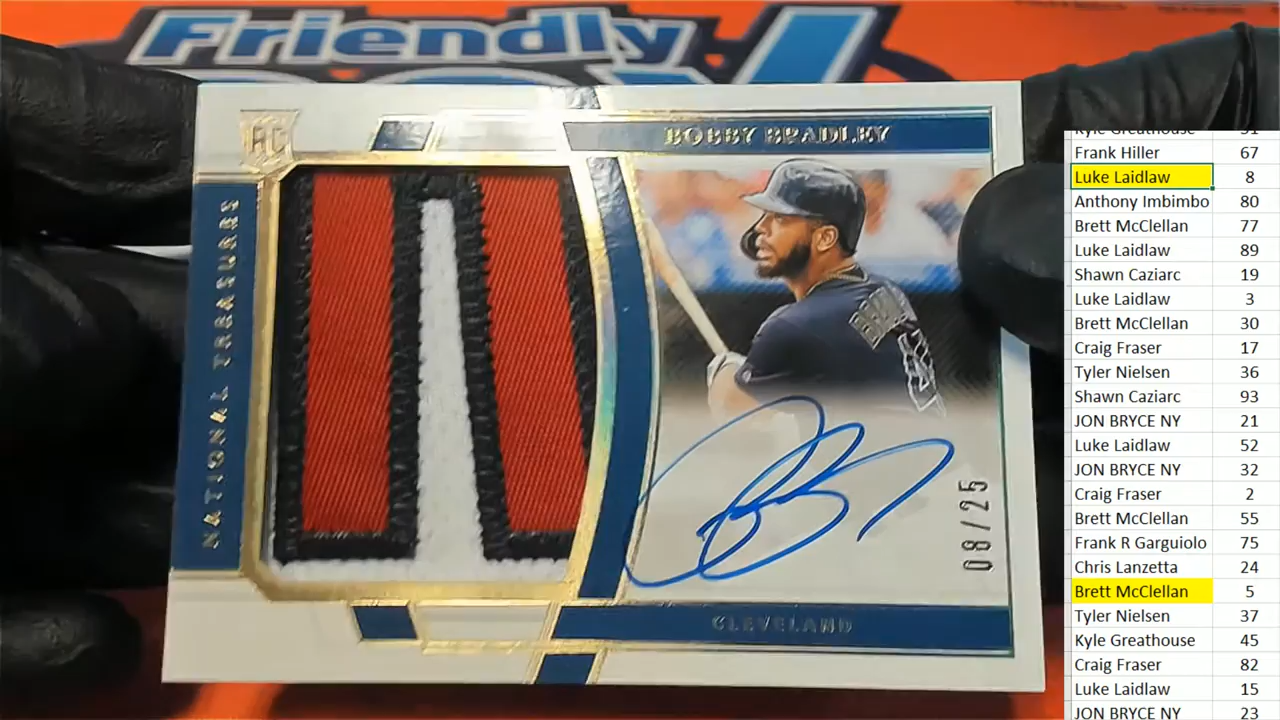 Friendly
RC
BOBBY BRADLEY
NATIONAL TREASURES
08/25
CLEVELAND
Kyle Greathouse 51
Frank Hiller 67
Luke Laidlaw 8
Anthony Imbimbo 80
Brett McClellan 77
Luke Laidlaw 89
Shawn Caziarc 19
Luke Laidlaw 3
Brett McClellan 30
Craig Fraser 17
Tyler Nielsen 36
Shawn Caziarc 93
JON BRYCE NY 21
Luke Laidlaw 52
JON BRYCE NY 32
Craig Fraser 2
Brett McClellan 55
Frank R Garguiolo 75
Chris Lanzetta 24
Brett McClellan 5
Tyler Nielsen 37
Kyle Greathouse 45
Craig Fraser 82
Luke Laidlaw 15
JON BRYCE NY 23